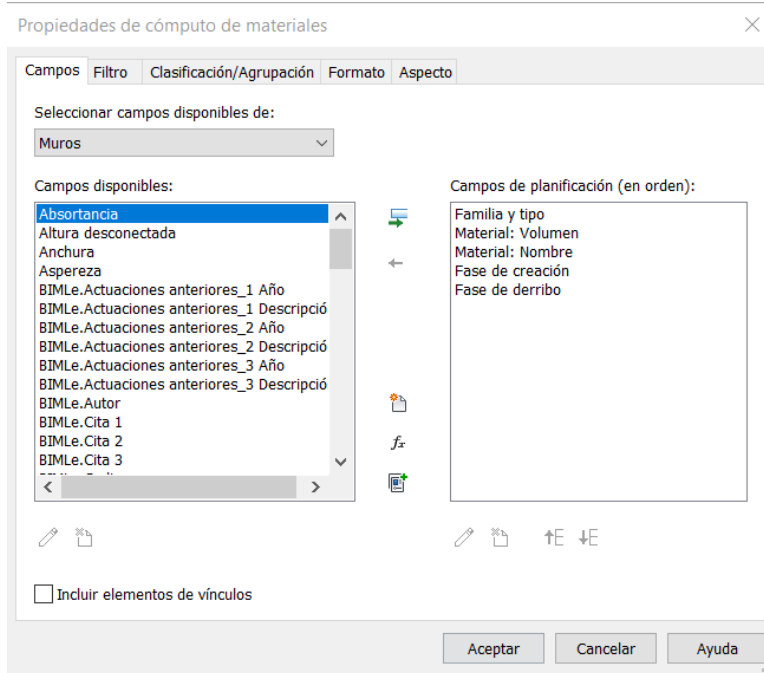 Propiedades de cómputo de materiales
Campos Filtro Clasificación/Agrupación Formato Aspecto
Seleccionar campos disponibles de:
Muros
Campos disponibles:
Absortancia
Altura desconectada
Anchura
Aspereza
BIMLe.Actuaciones anteriores_1 Año
BIMLe.Actuaciones anteriores_1 Descripció
BIMLe.Actuaciones anteriores_2 Año
BIMLe.Actuaciones anteriores_2 Descripció
BIMLe.Actuaciones anteriores_3 Año
BIMLe.Actuaciones anteriores_3 Descripció
BIMLe.Autor
BIMLe.Cita 1
BIMLe.Cita 2
BIMLe.Cita 3
fx
Campos de planificación (en orden):
Familia y tipo
Material: Volumen
Material: Nombre
Fase de creación
Fase de derribo
Incluir elementos de vínculos
Aceptar Cancelar Ayuda